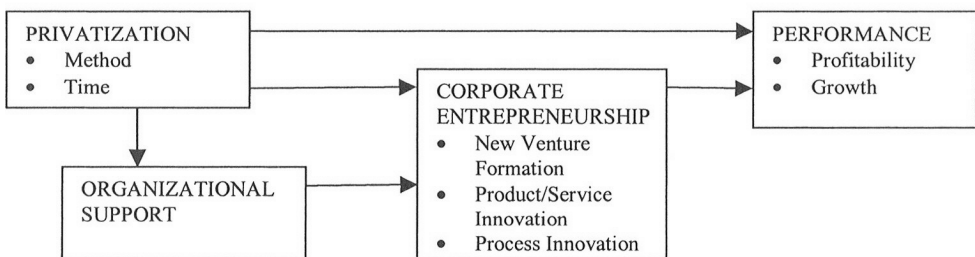 PRIVATIZATION
• Method
• Time
PERFORMANCE
• Profitability
• Growth
CORPORATE
ENTREPRENEURSHIP
• New Venture
Formation
• Product/Service
Innovation
• Process Innovation
ORGANIZATIONAL
SUPPORT